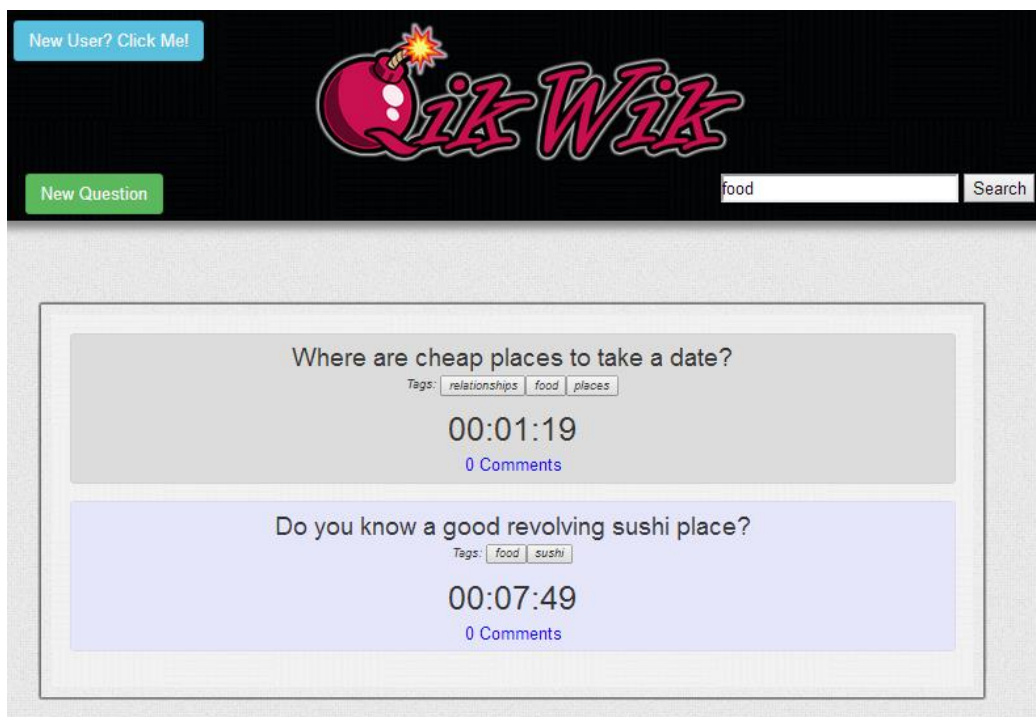 New User? Click Me!
Qik Wik
New Question
food Search
Where are cheap places to take a date?
Tags: relationships food places
00:01:19
0 Comments
Do you know a good revolving sushi place?
Tags: food sushi
00:07:49
0 Comments